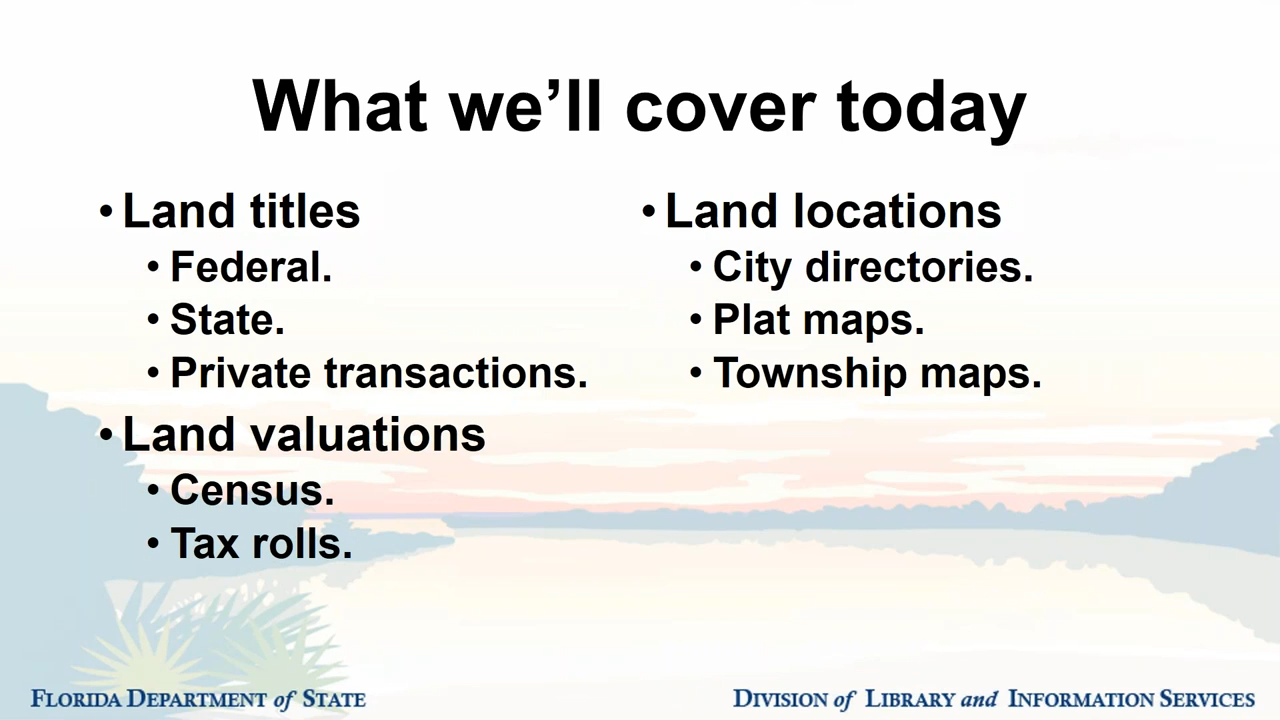 What we’ll cover today
• Land titles
• Federal.
• State.
• Private transactions.
• Land valuations
• Census.
• Tax rolls.
• Land locations
• City directories.
• Plat maps.
• Township maps.
FLORIDA DEPARTMENT of STATE
DIVISION of LIBRARY and INFORMATION SERVICES